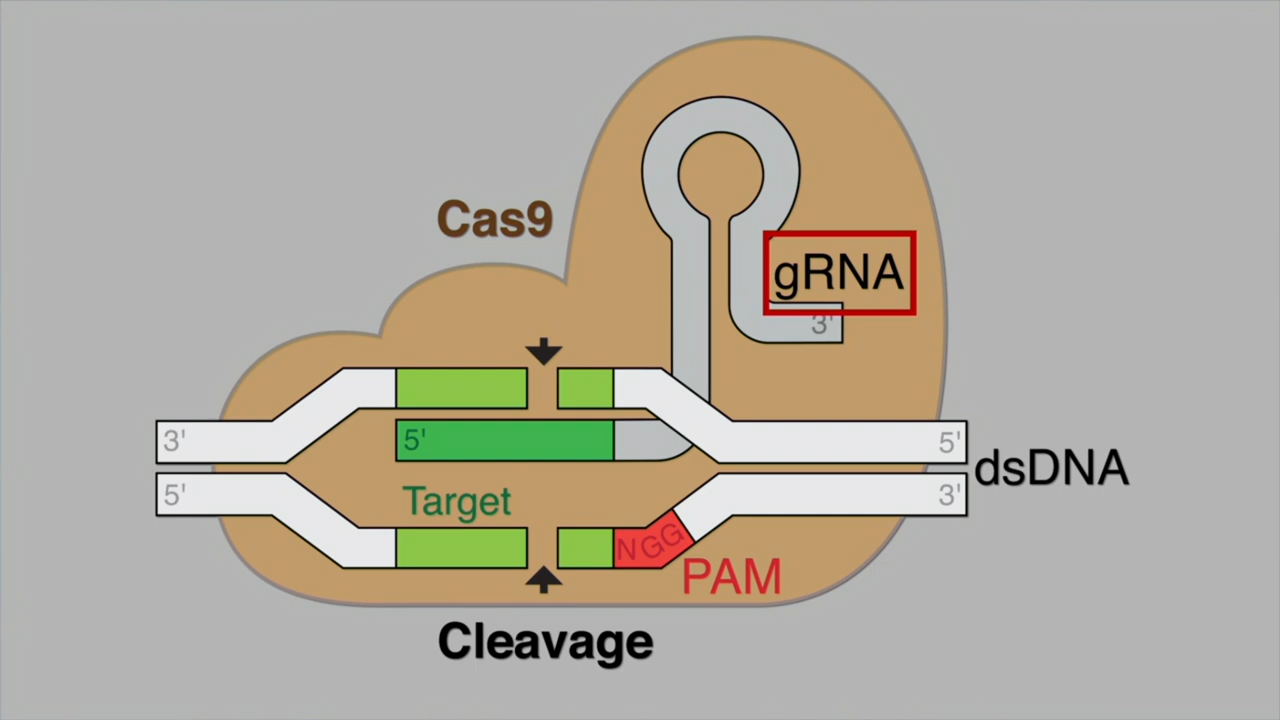 Cas9
gRNA
3'
3'
5'
5'
dsDNA
5'
Target
3'
NGG
PAM
Cleavage